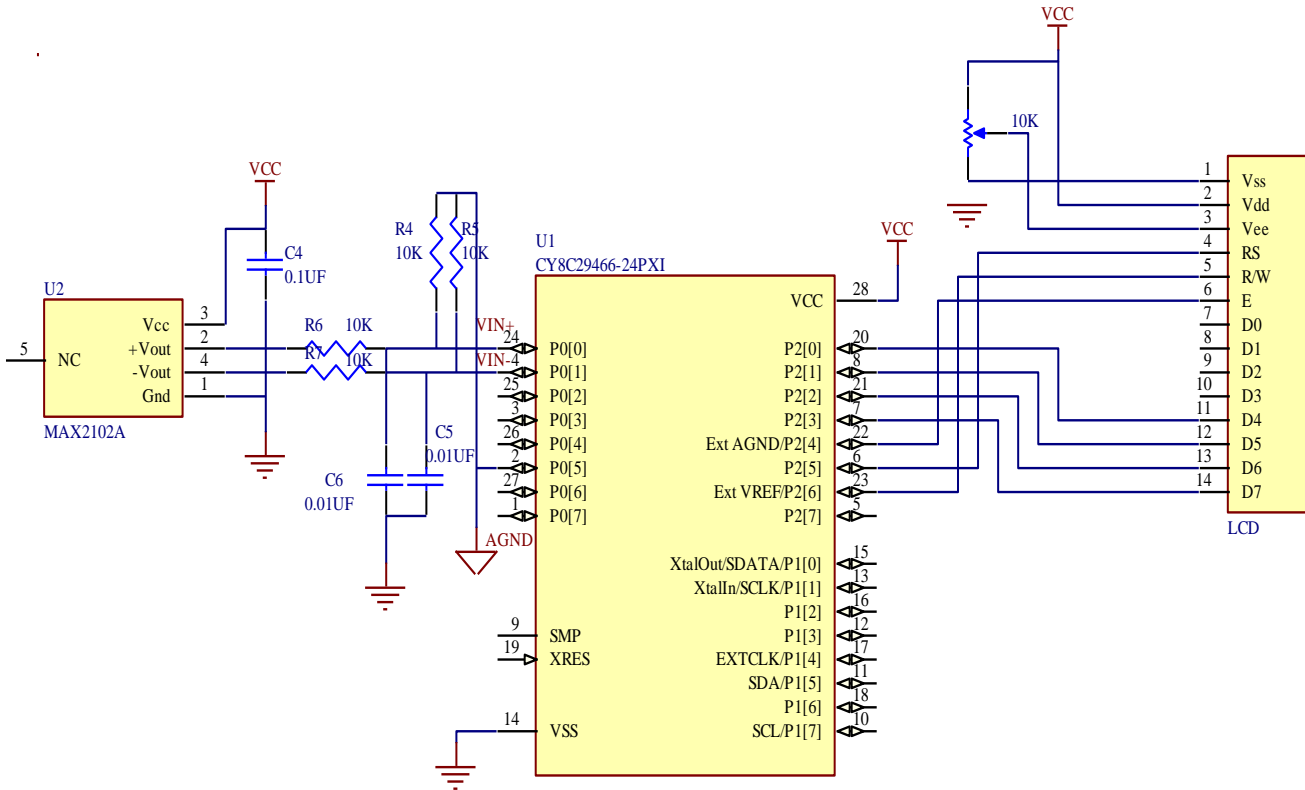 VCC
10K
1 Vss
2 Vdd
3 Vee
4 RS
5 R/W
6 E
7 D0
8 D1
9 D2
10 D3
11 D4
12 D5
13 D6
14 D7
LCD
VCC
C4
0.1UF
U2
Vcc 3
+Vout 2
-Vout 4
Gnd 1
5 NC
MAX2102A
R6 10K
R7 10K
R4
10K
R5
10K
VIN+
VIN-
C5
0.01UF
C6
0.01UF
AGND
U1
CY8C29466-24PXI
VCC
VCC 28
24 P0[0]
4 P0[1]
25 P0[2]
3 P0[3]
26 P0[4]
2 P0[5]
27 P0[6]
1 P0[7]
9 SMP
19 XRES
14 VSS
P2[0] 20
P2[1] 8
P2[2] 21
P2[3] 7
Ext AGND/P2[4] 22
P2[5] 6
Ext VREF/P2[6] 23
P2[7] 5
XtalOut/SDATA/P1[0] 15
XtalIn/SCLK/P1[1] 13
P1[2] 16
P1[3] 12
EXTCLK/P1[4] 17
SDA/P1[5] 11
P1[6] 18
SCL/P1[7] 10